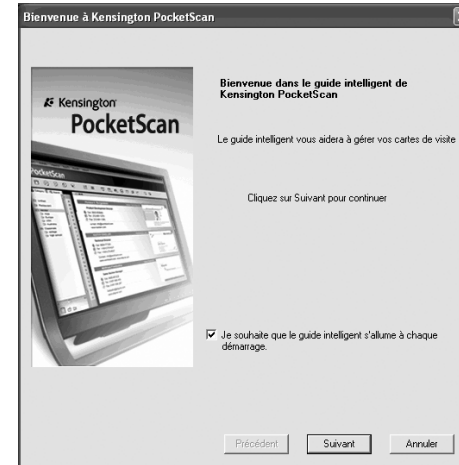 Bienvenue à Kensington PocketScan
Kensington
PocketScan
PocketScan
Bienvenue dans le guide intelligent de
Kensington PocketScan
Le guide intelligent vous aidera à gérer vos cartes de visite
Cliquez sur Suivant pour continuer
Je souhaite que le guide intelligent s'allume à chaque
démarrage.
Précédent
Suivant
Annuler